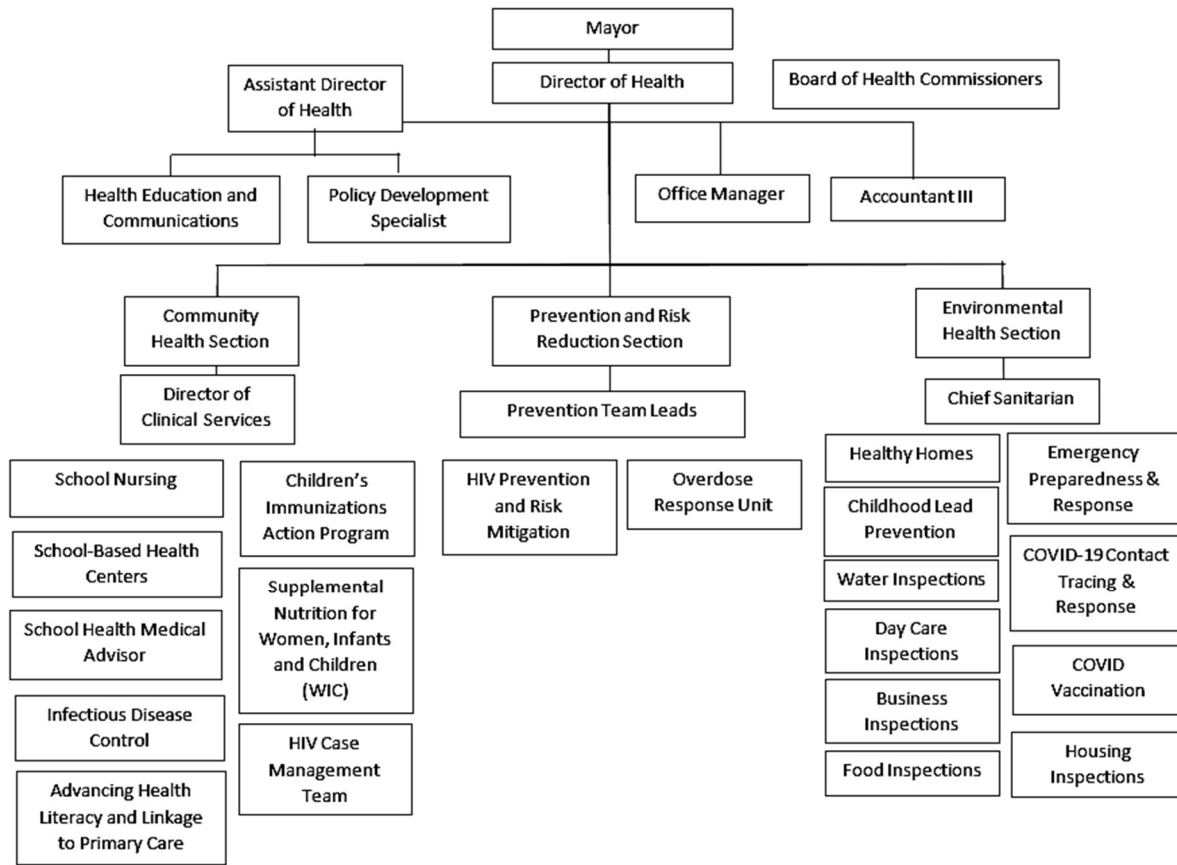 Mayor
Director of Health
Board of Health Commissioners
Assistant Director
of Health
Health Education and
Communications
Policy Development
Specialist
Office Manager
Accountant III
Community
Health Section
Director of
Clinical Services
Prevention and Risk
Reduction Section
Prevention Team Leads
Environmental
Health Section
Chief Sanitarian
School Nursing
School-Based Health
Centers
School Health Medical
Advisor
Infectious Disease
Control
Advancing Health
Literacy and Linkage
to Primary Care
Children’s
Immunizations
Action Program
Supplemental
Nutrition for
Women, Infants
and Children
(WIC)
HIV Case
Management
Team
HIV Prevention
and Risk
Mitigation
Overdose
Response Unit
Healthy Homes
Childhood Lead
Prevention
Water Inspections
Day Care
Inspections
Business
Inspections
Food Inspections
Emergency
Preparedness &
Response
COVID-19 Contact
Tracing &
Response
COVID
Vaccination
Housing
Inspections